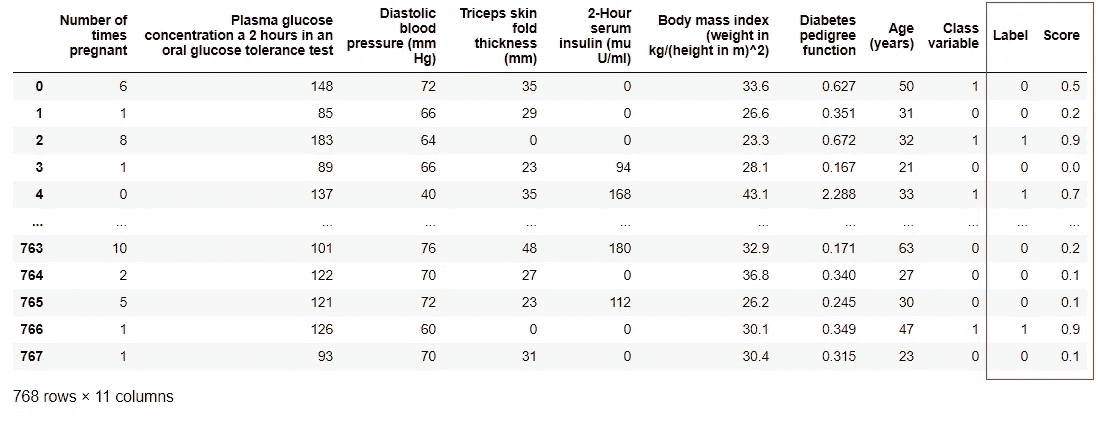 Number of times pregnant Plasma glucose concentration a 2 hours in an oral glucose tolerance test Diastolic blood pressure (mm Hg) Triceps skin fold thickness (mm) 2-Hour serum insulin (mu U/ml) Body mass index (weight in kg/(height in m)^2) Diabetes pedigree function Age (years) Class variable Label Score
0 6 148 72 35 0 33.6 0.627 50 1 0 0.5
1 1 85 66 29 0 26.6 0.351 31 0 0 0.2
2 8 183 64 0 0 23.3 0.672 32 1 1 0.9
3 1 89 66 23 94 28.1 0.167 21 0 0 0.0
4 0 137 40 35 168 43.1 2.288 33 1 1 0.7
... ... ... ... ... ... ... ... ... ... ... ...
763 10 101 76 48 180 32.9 0.171 63 0 0 0.2
764 2 122 70 27 0 36.8 0.340 27 0 0 0.1
765 5 121 72 23 112 26.2 0.245 30 0 0 0.1
766 1 126 60 0 0 30.1 0.349 47 1 1 0.9
767 1 93 70 31 0 30.4 0.315 23 0 0 0.1
768 rows × 11 columns